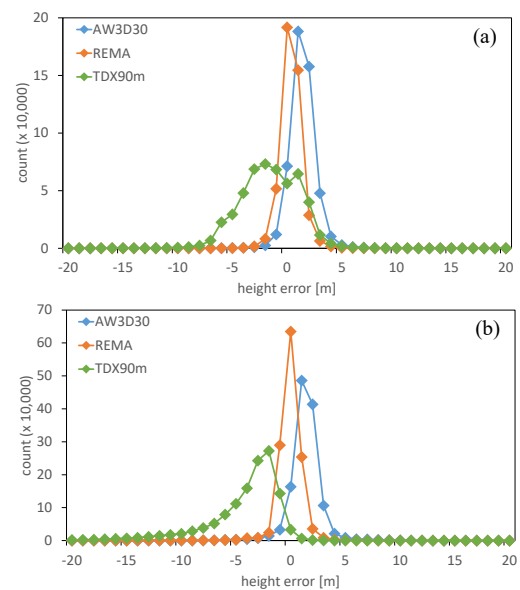 (a)
AW3D30
REMA
TDX90m
20
15
10
5
0
count (x 10,000)
-20 -15 -10 -5 0 5 10 15 20
height error [m]
(b)
AW3D30
REMA
TDX90m
70
60
50
40
30
20
10
0
count (x 10,000)
-20 -15 -10 -5 0 5 10 15 20
height error [m]